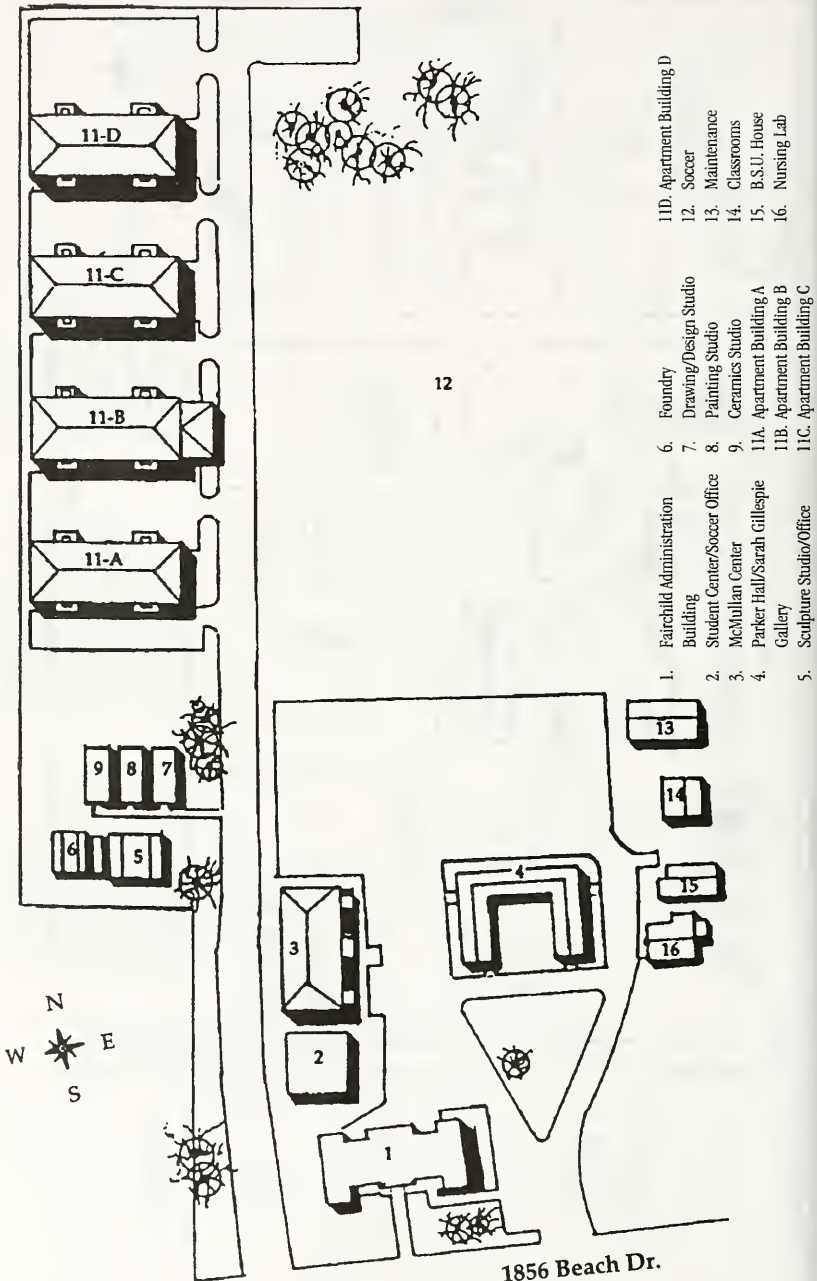 11-D
11-C
11-B
11-A
12
9 8 7
6 5
13
14
4
15
16
3
2
1
N
W E
S
1856 Beach Dr.
1. Fairchild Administration
Building
2. Student Center/Soccer Office
3. McMullan Center
4. Parker Hall/Sarah Gillespie
Gallery
5. Sculpture Studio/Office
6. Foundry
7. Drawing/Design Studio
8. Painting Studio
9. Ceramics Studio
11A. Apartment Building A
11B. Apartment Building B
11C. Apartment Building C
11D. Apartment Building D
12. Soccer
13. Maintenance
14. Classrooms
15. B.S.U. House
16. Nursing Lab